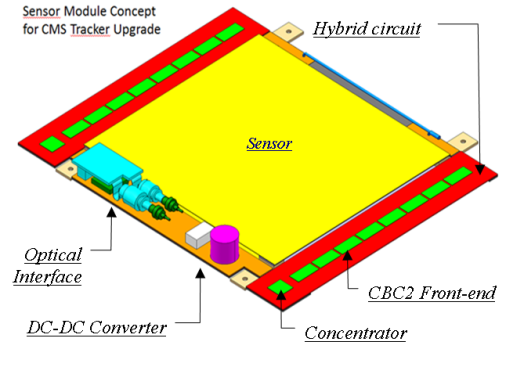 Sensor Module Concept
for CMS Tracker Upgrade
Hybrid circuit
Sensor
Optical
Interface
CBC2 Front-end
DC-DC Converter
Concentrator